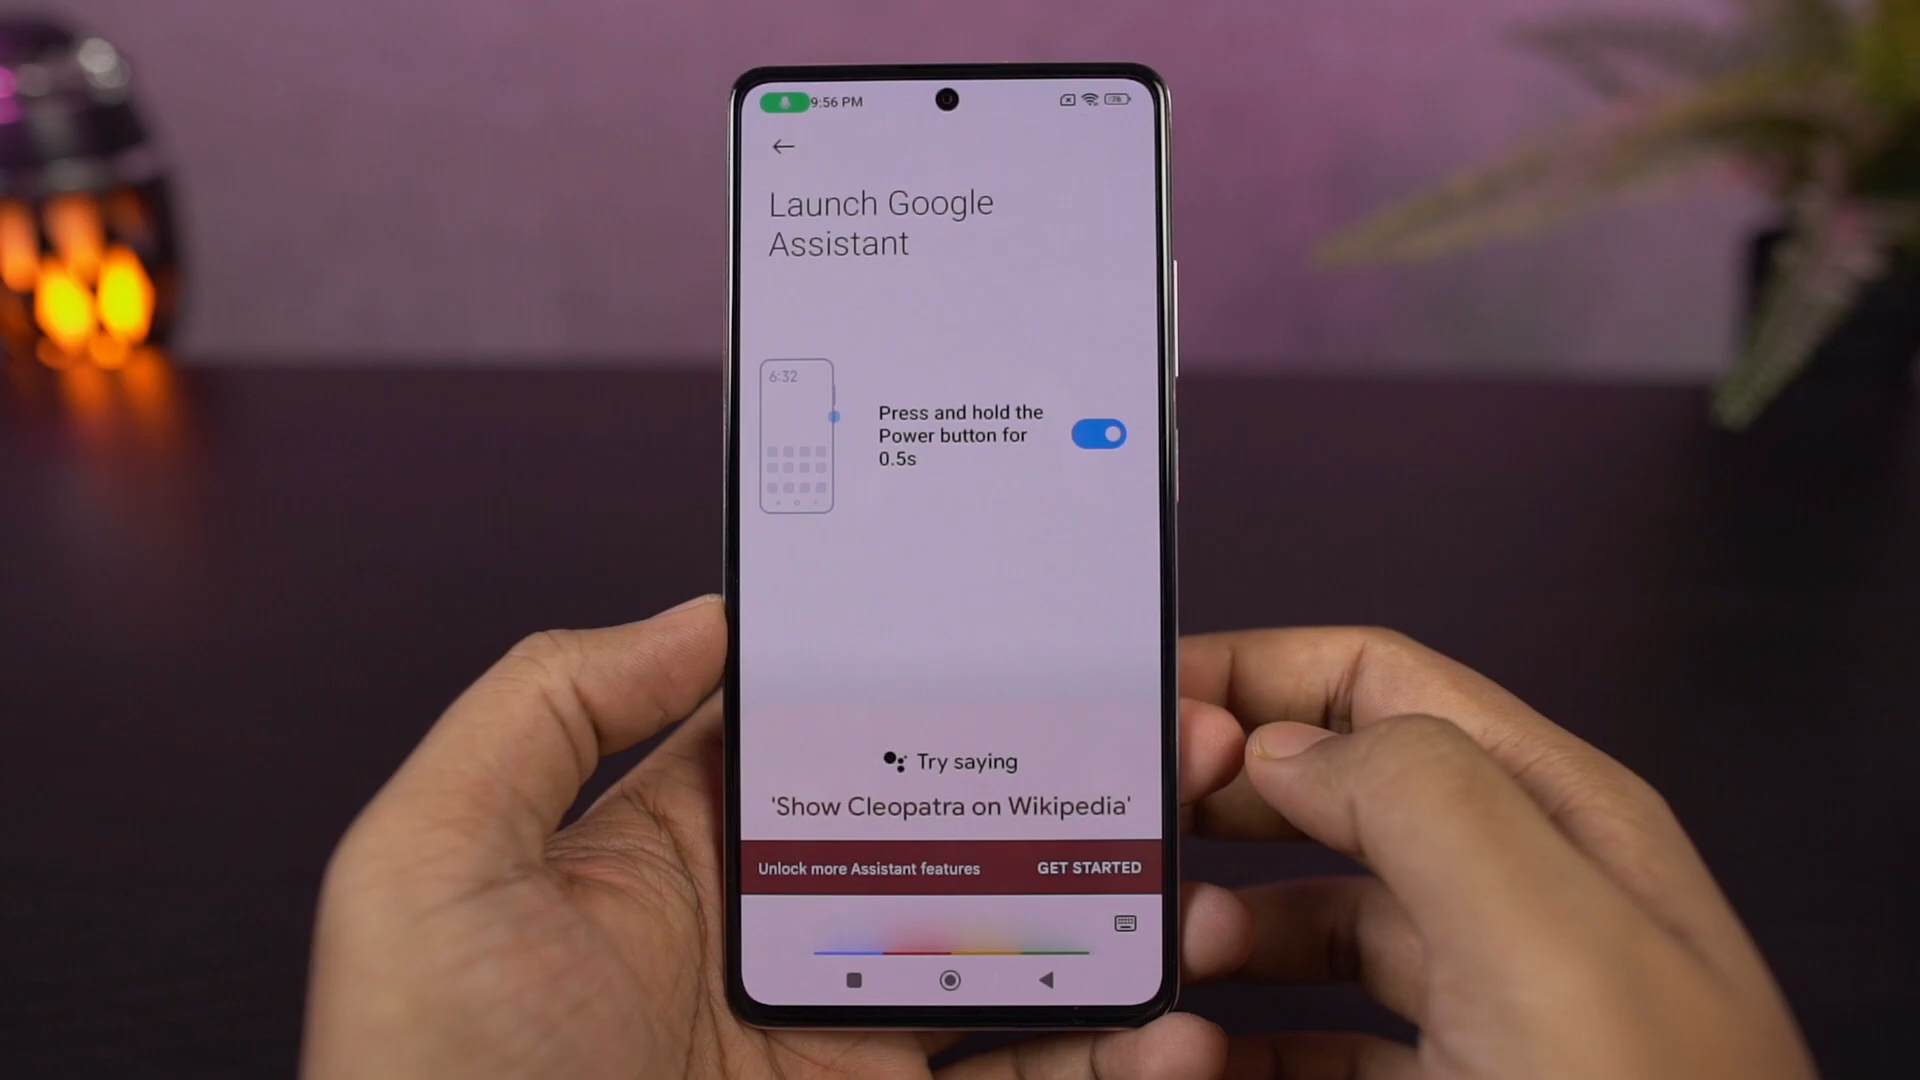 9:56 PM
76
Launch Google
Assistant
6:32
Press and hold the
Power button for
0.5s
Try saying
'Show Cleopatra on Wikipedia'
Unlock more Assistant features
GET STARTED